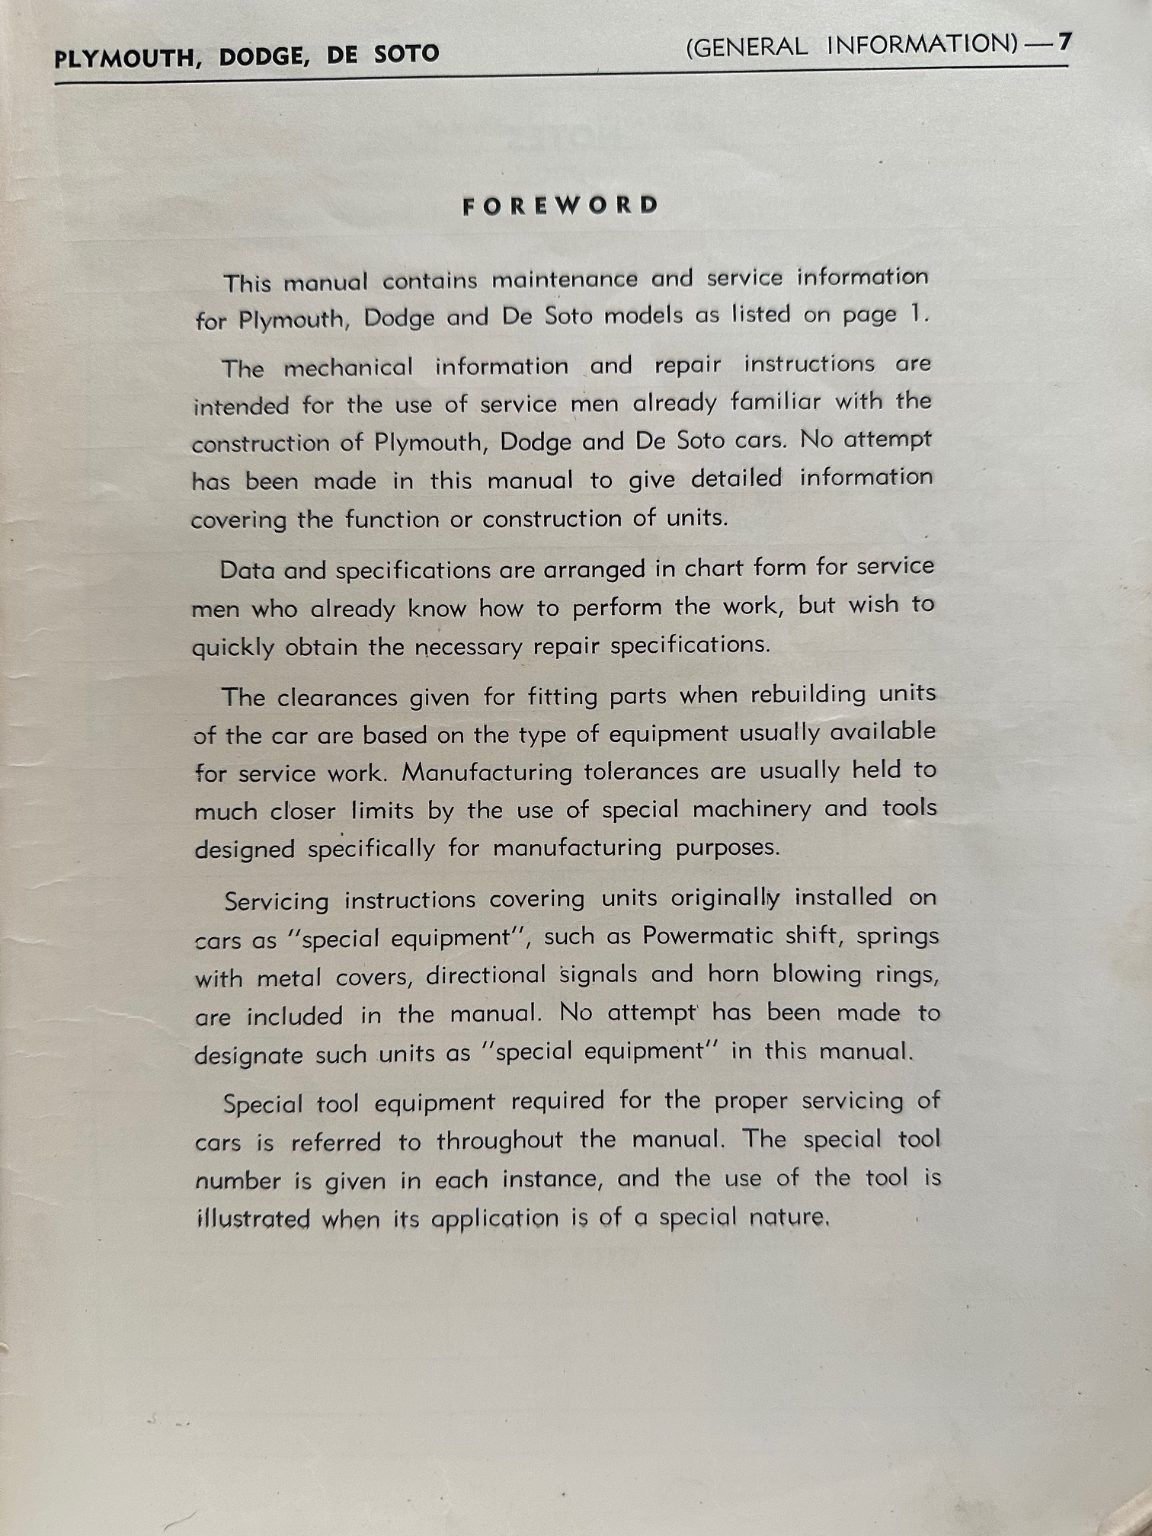 PLYMOUTH, DODGE, DE SOTO
(GENERAL INFORMATION) — 7
FOREWORD
This manual contains maintenance and service information
for Plymouth, Dodge and De Soto models as listed on page 1.
The mechanical information and repair instructions are
intended for the use of service men already familiar with the
construction of Plymouth, Dodge and De Soto cars. No attempt
has been made in this manual to give detailed information
covering the function or construction of units.
Data and specifications are arranged in chart form for service
men who already know how to perform the work, but wish to
quickly obtain the necessary repair specifications.
The clearances given for fitting parts when rebuilding units
of the car are based on the type of equipment usually available
for service work. Manufacturing tolerances are usually held to
much closer limits by the use of special machinery and tools
designed specifically for manufacturing purposes.
Servicing instructions covering units originally installed on
cars as "special equipment", such as Powermatic shift, springs
with metal covers, directional signals and horn blowing rings,
are included in the manual. No attempt has been made to
designate such units as "special equipment" in this manual.
Special tool equipment required for the proper servicing of
cars is referred to throughout the manual. The special tool
number is given in each instance, and the use of the tool is
illustrated when its application is of a special nature.